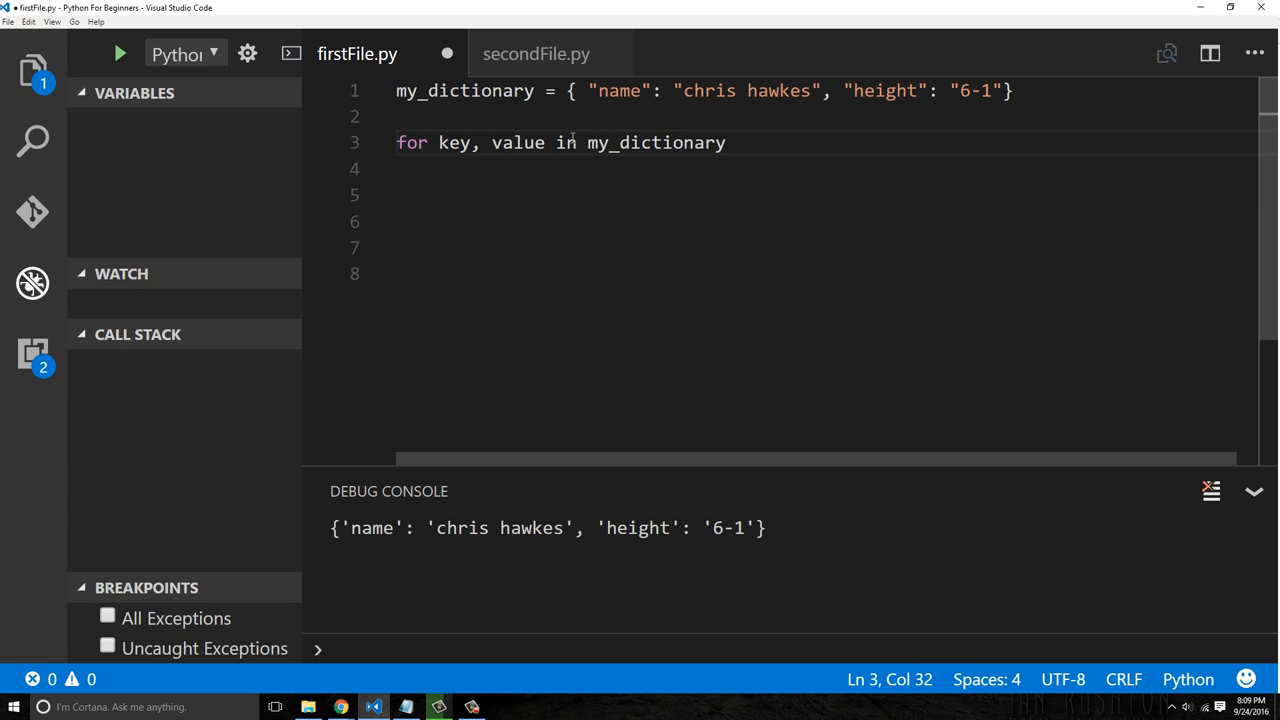 ● firstFile.py - Python For Beginners - Visual Studio Code
File Edit View Go Help
1
2
Python
firstFile.py
secondFile.py
VARIABLES
WATCH
CALL STACK
BREAKPOINTS
All Exceptions
Uncaught Exceptions
1 my_dictionary = { "name": "chris hawkes", "height": "6-1"}
2
3 for key, value in my_dictionary
4
5
6
7
8
DEBUG CONSOLE
{'name': 'chris hawkes', 'height': '6-1'}
0 0 Ln 3, Col 32 Spaces: 4 UTF-8 CRLF Python
I'm Cortana. Ask me anything.
8:09 PM
9/24/2016